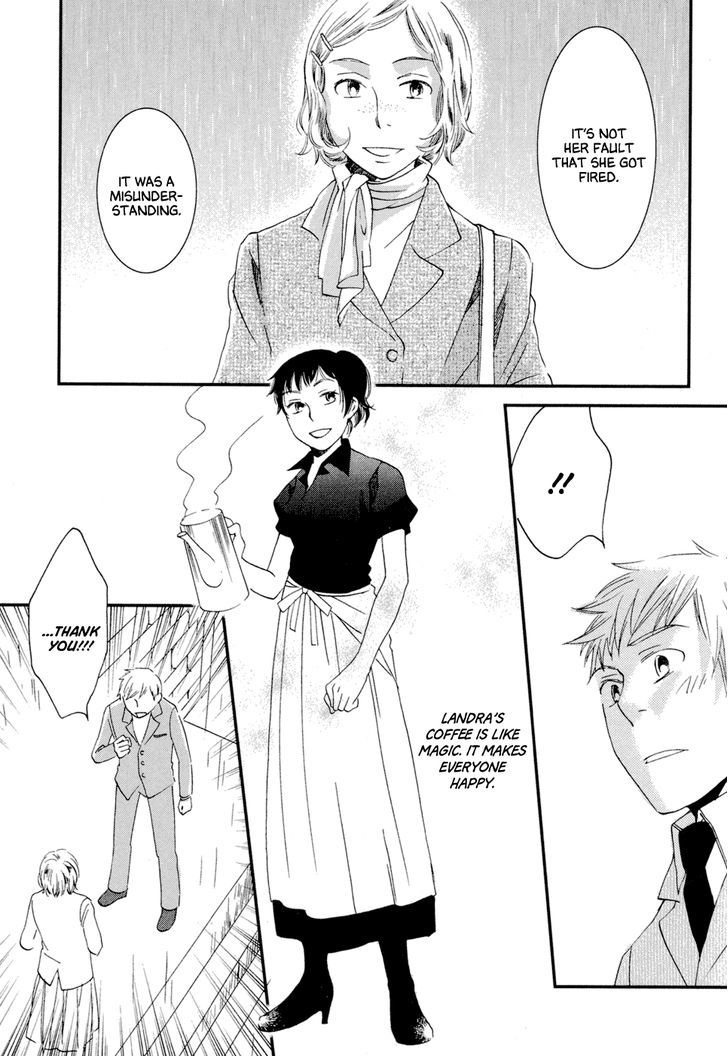 IT'S NOT
HER FAULT
THAT SHE GOT
FIRED.
IT WAS A
MISUNDER-
STANDING.
!!
LANDRA'S
COFFEE IS LIKE
MAGIC. IT MAKES
EVERYONE
HAPPY.
...THANK
YOU!!!